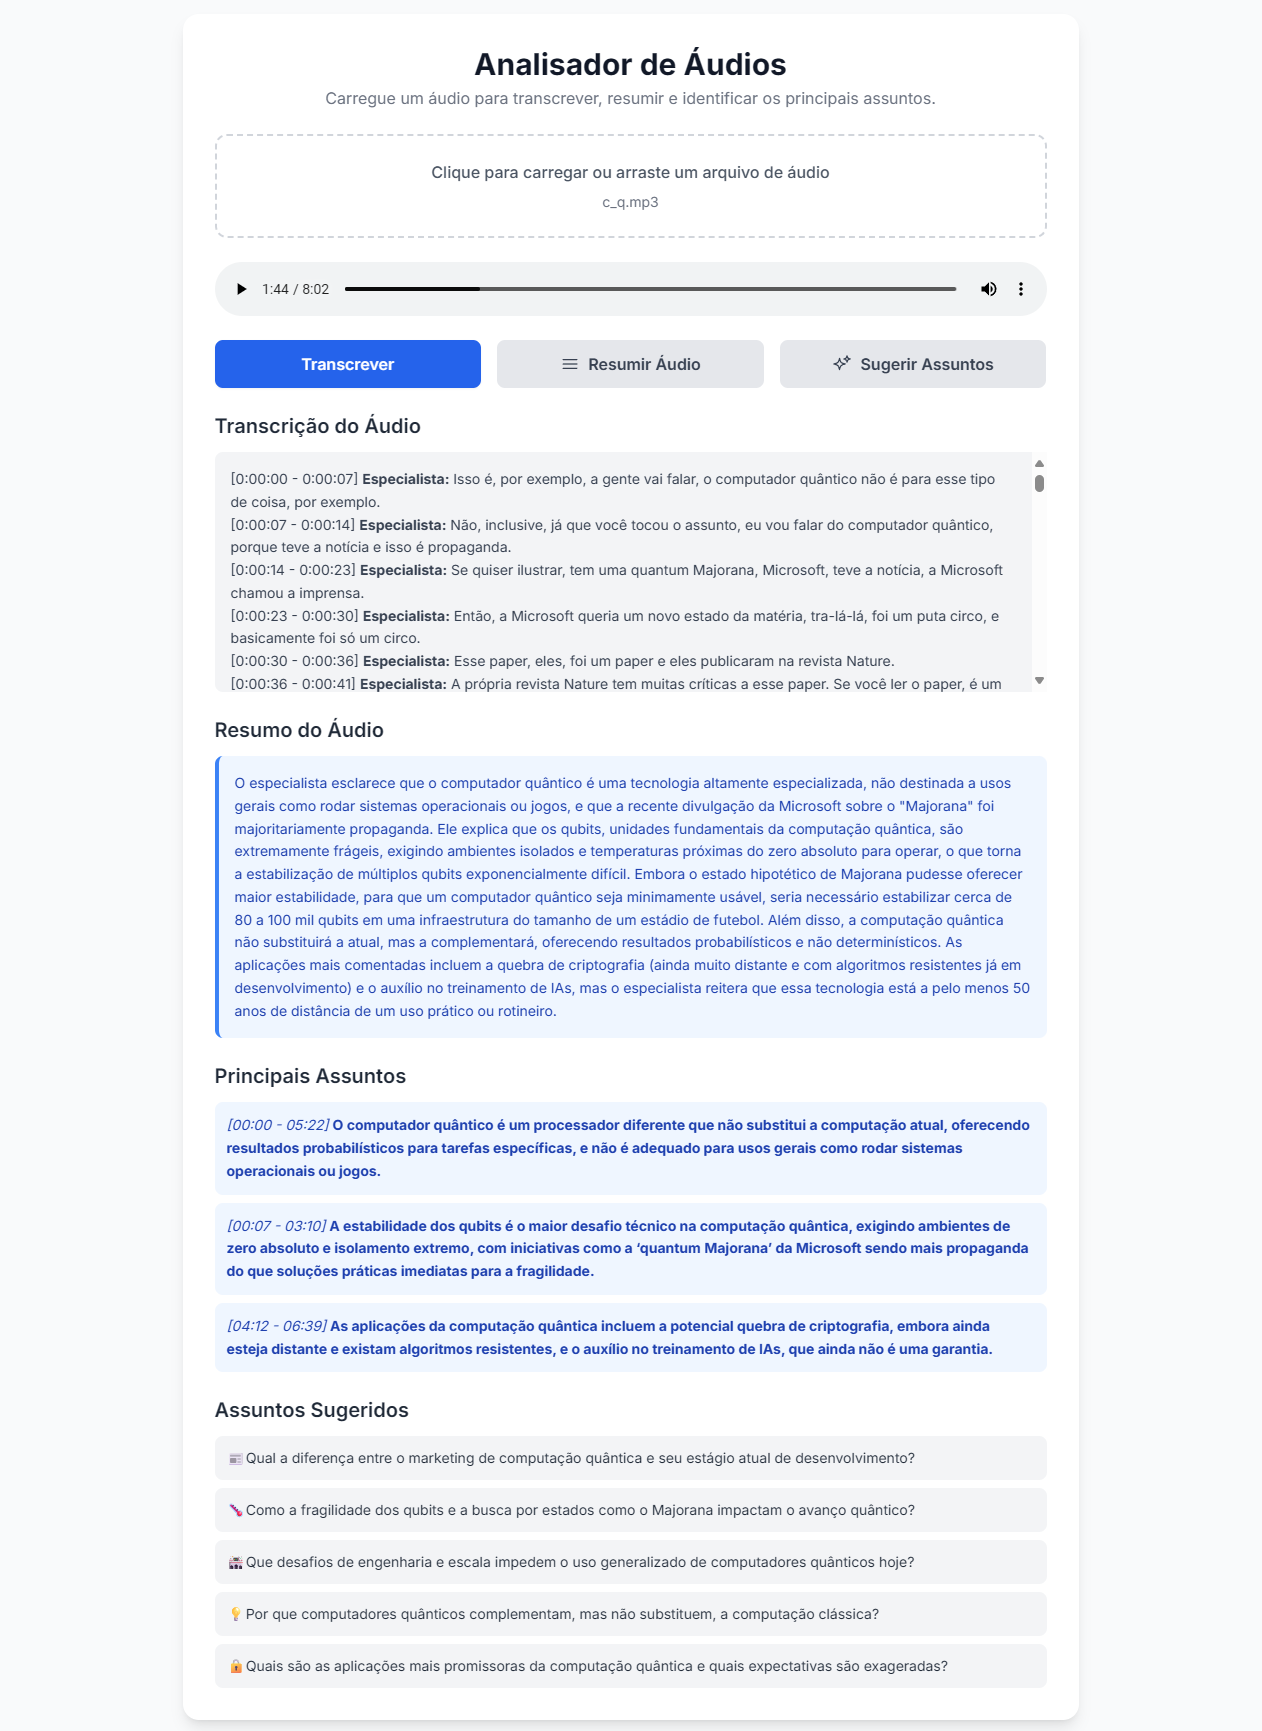 Analisador de Áudios
Carregue um áudio para transcrever, resumir e identificar os principais assuntos.
Clique para carregar ou arraste um arquivo de áudio
c_q.mp3
1:44 / 8:02
Transcrever
Resumir Áudio
Sugerir Assuntos
Transcrição do Áudio
[0:00:00 - 0:00:07] Especialista: Isso é, por exemplo, a gente vai falar, o computador quântico não é para esse tipo
de coisa, por exemplo.
[0:00:07 - 0:00:14] Especialista: Não, inclusive, já que você tocou o assunto, eu vou falar do computador quântico,
porque teve a notícia e isso é propaganda.
[0:00:14 - 0:00:23] Especialista: Se quiser ilustrar, tem uma quantum Majorana, Microsoft, teve a notícia, a Microsoft
chamou a imprensa.
[0:00:23 - 0:00:30] Especialista: Então, a Microsoft queria um novo estado da matéria, tra-lá-lá, foi um puta circo, e
basicamente foi só um circo.
[0:00:30 - 0:00:36] Especialista: Esse paper, eles, foi um paper e eles publicaram na revista Nature.
[0:00:36 - 0:00:41] Especialista: A própria revista Nature tem muitas críticas a esse paper. Se você ler o paper, é um
Resumo do Áudio
O especialista esclarece que o computador quântico é uma tecnologia altamente especializada, não destinada a usos
gerais como rodar sistemas operacionais ou jogos, e que a recente divulgação da Microsoft sobre o "Majorana" foi
majoritariamente propaganda. Ele explica que os qubits, unidades fundamentais da computação quântica, são
extremamente frágeis, exigindo ambientes isolados e temperaturas próximas do zero absoluto para operar, o que torna
a estabilização de múltiplos qubits exponencialmente difícil. Embora o estado hipotético de Majorana pudesse oferecer
maior estabilidade, para que um computador quântico seja minimamente usável, seria necessário estabilizar cerca de
80 a 100 mil qubits em uma infraestrutura do tamanho de um estádio de futebol. Além disso, a computação quântica
não substituirá a atual, mas a complementará, oferecendo resultados probabilísticos e não determinísticos. As
aplicações mais comentadas incluem a quebra de criptografia (ainda muito distante e com algoritmos resistentes já em
desenvolvimento) e o auxílio no treinamento de IAs, mas o especialista reitera que essa tecnologia está a pelo menos 50
anos de distância de um uso prático ou rotineiro.
Principais Assuntos
[00:00 - 05:22] O computador quântico é um processador diferente que não substitui a computação atual, oferecendo
resultados probabilísticos para tarefas específicas, e não é adequado para usos gerais como rodar sistemas
operacionais ou jogos.
[00:07 - 03:10] A estabilidade dos qubits é o maior desafio técnico na computação quântica, exigindo ambientes de
zero absoluto e isolamento extremo, com iniciativas como a ‘quantum Majorana’ da Microsoft sendo mais propaganda
do que soluções práticas imediatas para a fragilidade.
[04:12 - 06:39] As aplicações da computação quântica incluem a potencial quebra de criptografia, embora ainda
esteja distante e existam algoritmos resistentes, e o auxílio no treinamento de IAs, que ainda não é uma garantia.
Assuntos Sugeridos
Qual a diferença entre o marketing de computação quântica e seu estágio atual de desenvolvimento?
Como a fragilidade dos qubits e a busca por estados como o Majorana impactam o avanço quântico?
Que desafios de engenharia e escala impedem o uso generalizado de computadores quânticos hoje?
Por que computadores quânticos complementam, mas não substituem, a computação clássica?
Quais são as aplicações mais promissoras da computação quântica e quais expectativas são exageradas?